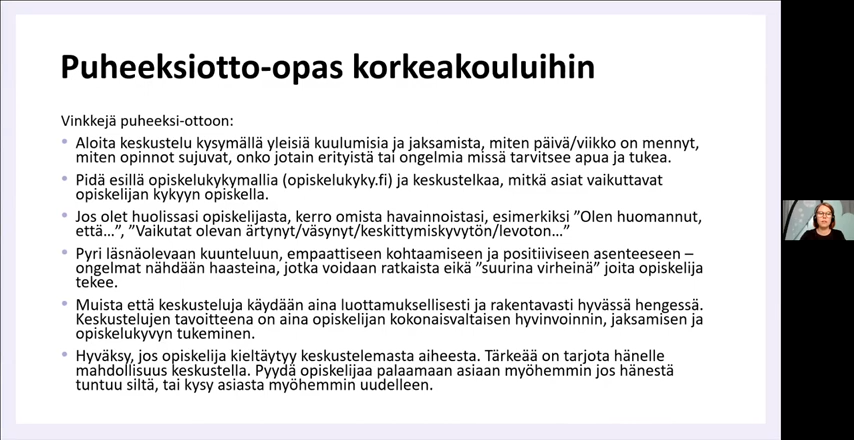 Puheeksiotto-opas korkeakouluihin
Vinkkejä puheeksi-ottoon:
• Aloita keskustelu kysymällä yleisiä kuulumisia ja jaksamista, miten päivä/viikko on mennyt,
miten opinnot sujuvat, onko jotain erityistä tai ongelmia missä tarvitsee apua ja tukea.
• Pidä esillä opiskelukykymallia (opiskelukyky.fi) ja keskustelkaa, mitkä asiat vaikuttavat
opiskelijan kykyyn opiskella.
• Jos olet huolissasi opiskelijasta, kerro omista havainnoistasi, esimerkiksi ”Olen huomannut,
että…”, ”Vaikutat olevan ärtynyt/väsynyt/keskittymiskyvytön/levoton…”
• Pyri läsnäolevaan kuunteluun, empaattiseen kohtaamiseen ja positiiviseen asenteeseen –
ongelmat nähdään haasteina, jotka voidaan ratkaista eikä ”suurina virheinä” joita opiskelija
tekee.
• Muista että keskusteluja käydään aina luottamuksellisesti ja rakentavasti hyvässä hengessä.
Keskustelujen tavoitteena on aina opiskelijan kokonaisvaltaisen hyvinvoinnin, jaksamisen ja
opiskelukyvyn tukeminen.
• Hyväksy, jos opiskelija kieltäytyy keskustelemasta aiheesta. Tärkeää on tarjota hänelle
mahdollisuus keskustella. Pyydä opiskelijaa palaamaan asiaan myöhemmin jos hänestä
tuntuu siltä, tai kysy asiasta myöhemmin uudelleen.